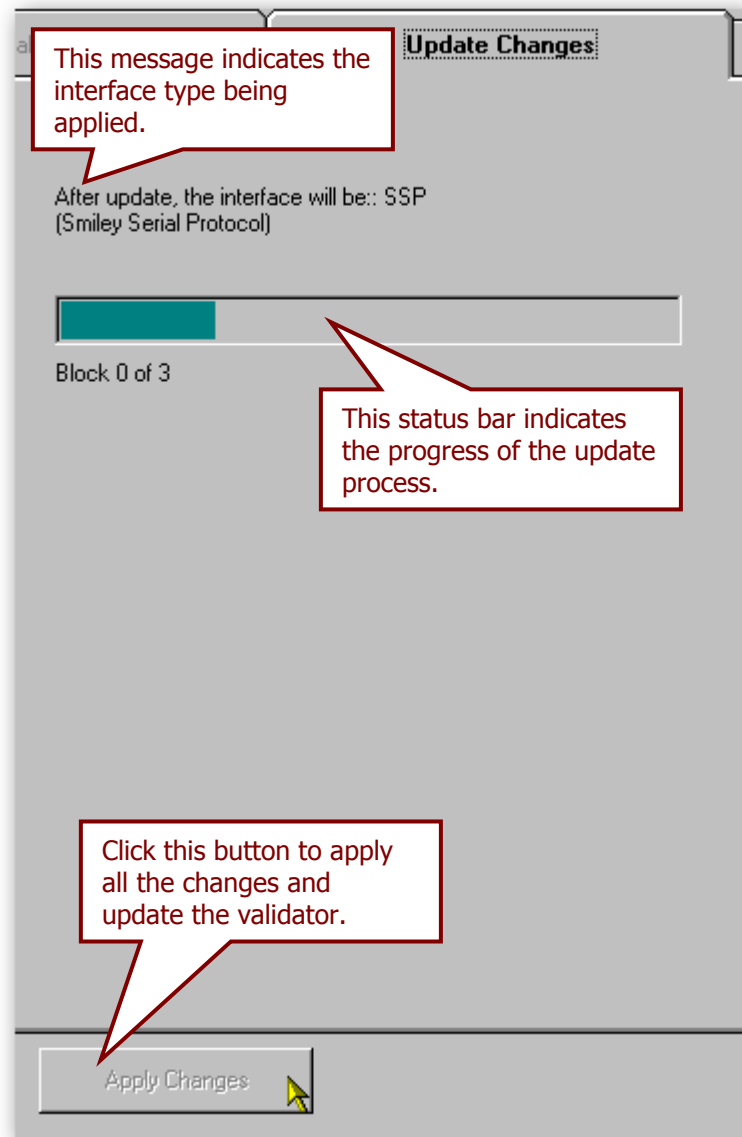 Update Changes
This message indicates the
interface type being
applied.
After update, the interface will be:: SSP
(Smiley Serial Protocol)
Block 0 of 3
This status bar indicates
the progress of the update
process.
Click this button to apply
all the changes and
update the validator.
Apply Changes